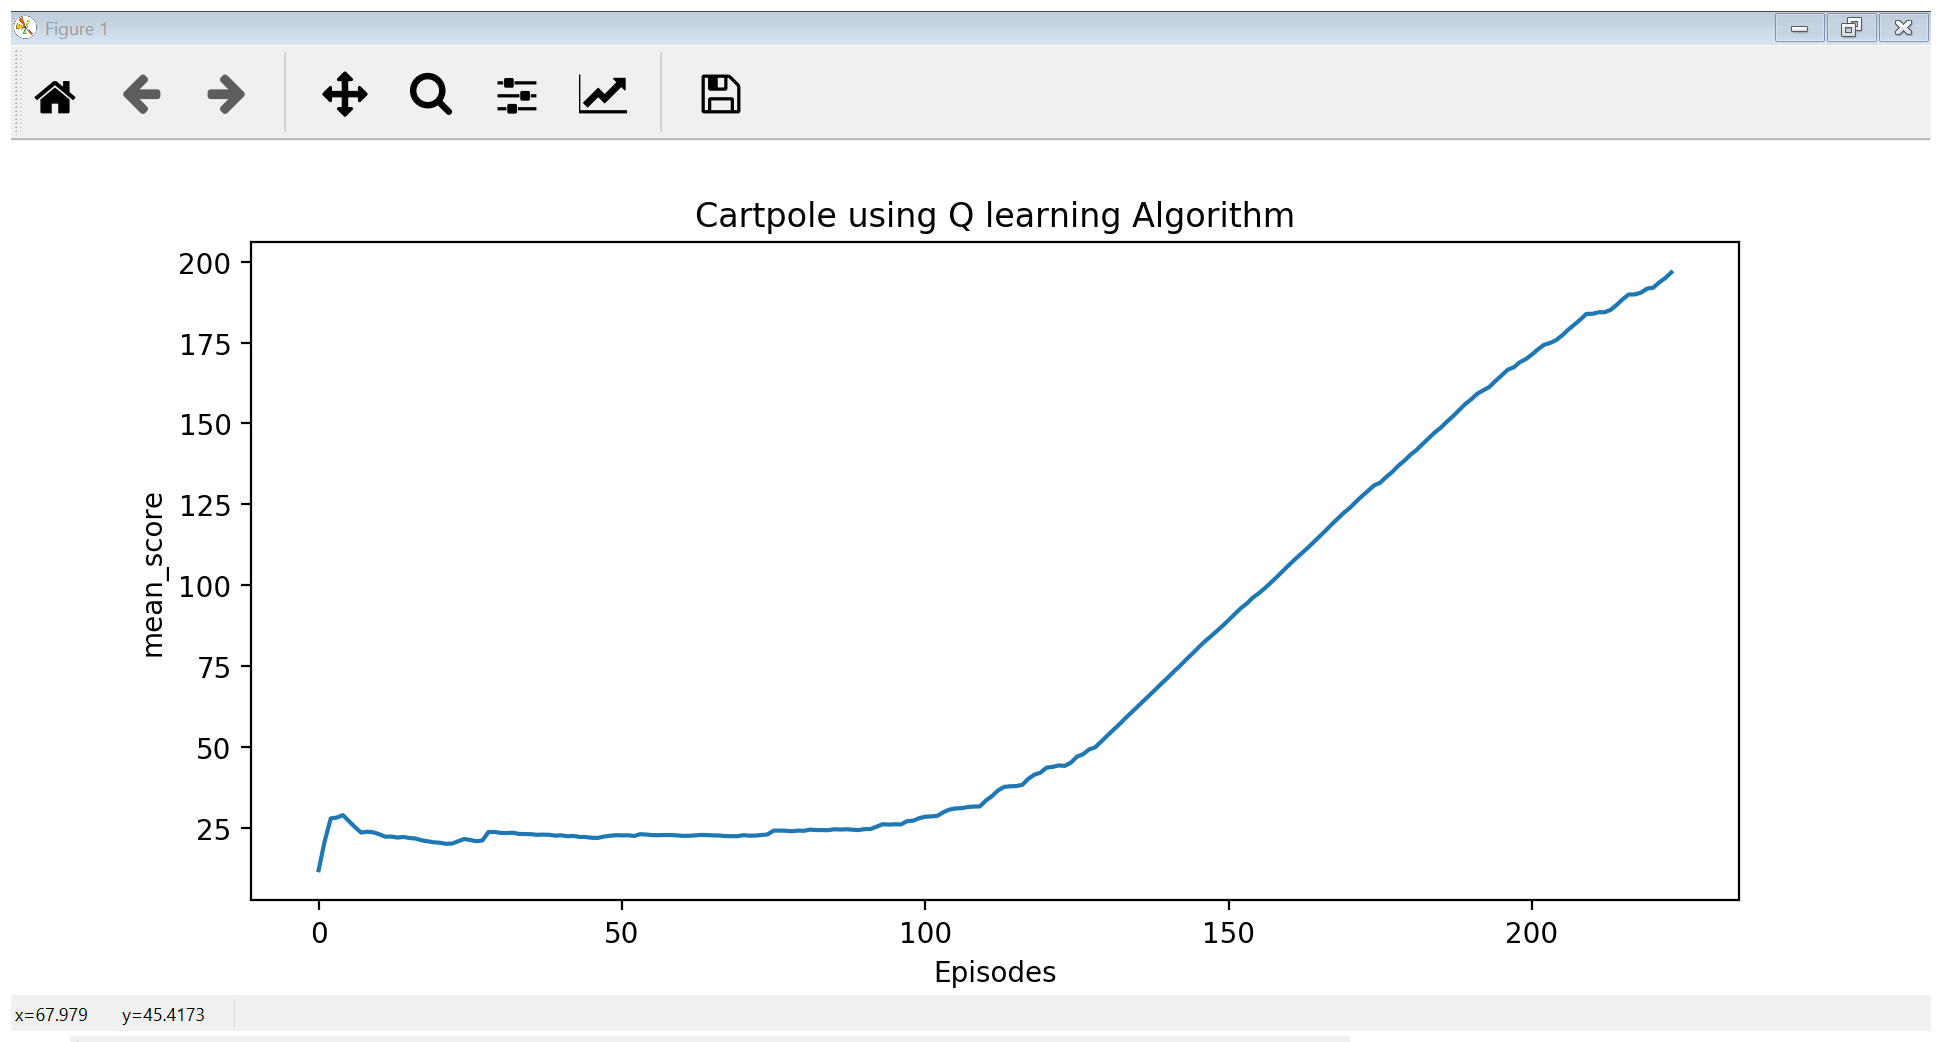 Figure 1
Cartpole using Q learning Algorithm
200
175
150
125
100
75
50
25
mean_score
0 50 100 150 200
Episodes
x=67.979 y=45.4173